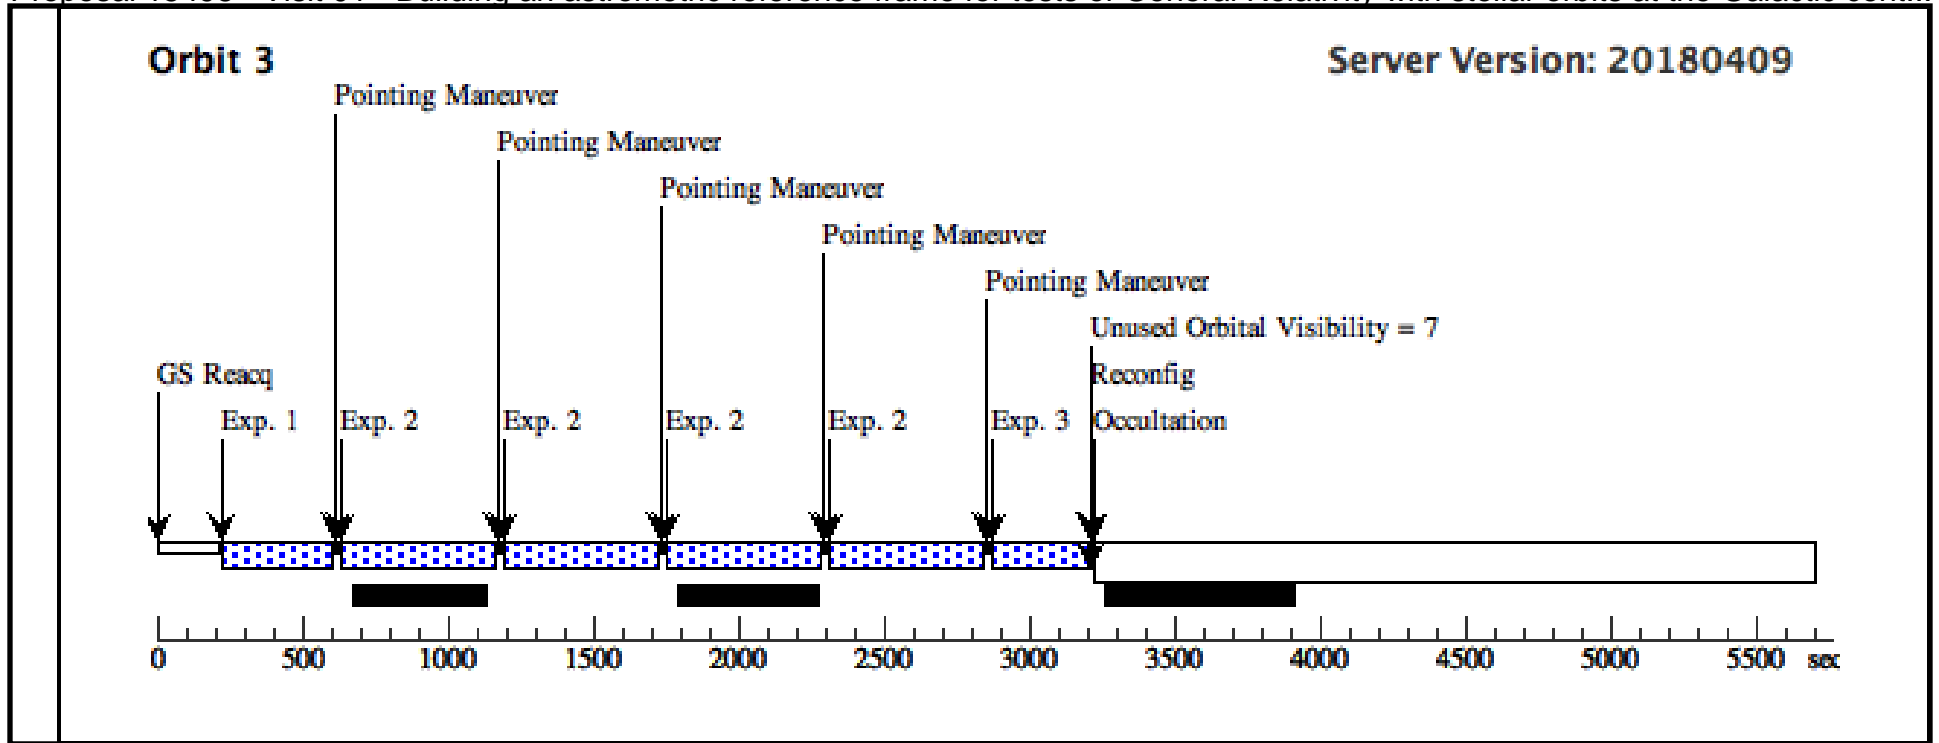 Orbit 3
Server Version: 20180409
Pointing Maneuver
Pointing Maneuver
Pointing Maneuver
Pointing Maneuver
Pointing Maneuver
Unused Orbital Visibility = 7
GS Reacq
Reconfig
Exp. 1 Exp. 2 Exp. 2 Exp. 2 Exp. 2 Exp. 3 Occultation
0 500 1000 1500 2000 2500 3000 3500 4000 4500 5000 5500 sec